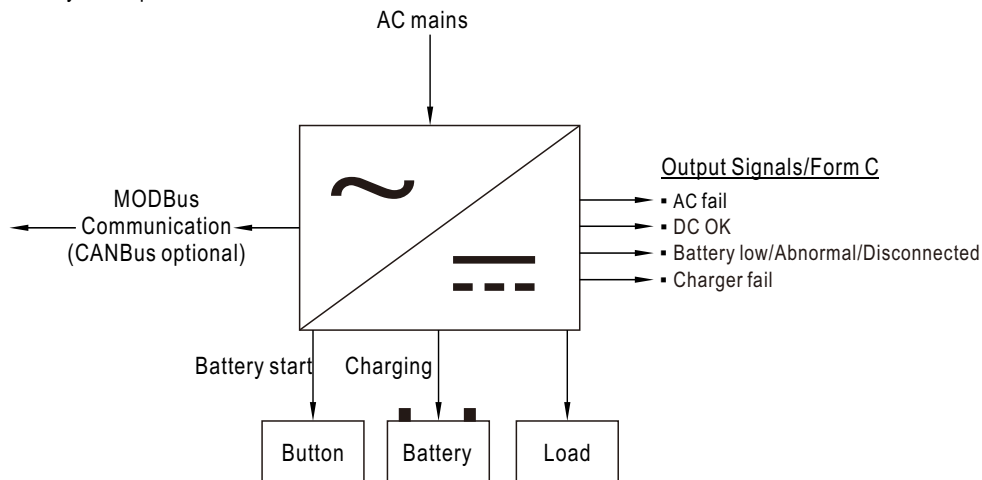 AC mains
MODBus
Communication
(CANBus optional)
Output Signals/Form C
▪ AC fail
▪ DC OK
▪ Battery low/Abnormal/Disconnected
▪ Charger fail
Battery start
Charging
Button
Battery
Load